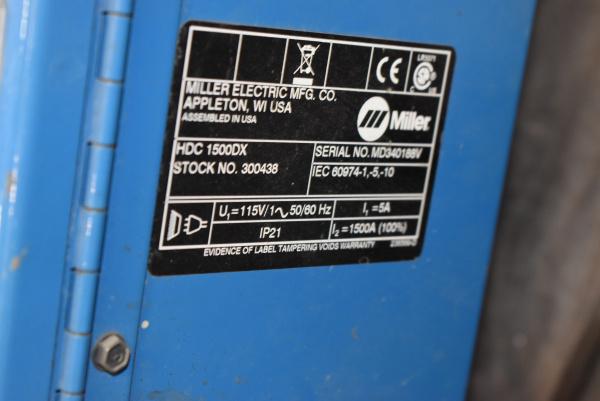 LR5071
CE
MILLER ELECTRIC MFG. CO.
APPLETON, WI USA
ASSEMBLED IN USA
Miller
HDC 1500DX
SERIAL NO. MD340188V
STOCK NO. 300438
IEC 60974-1,-5,-10
U₁=115V/1~ 50/60 Hz
I₁ =5A
IP21
I₂ =1500A (100%)
EVIDENCE OF LABEL TAMPERING VOIDS WARRANTY